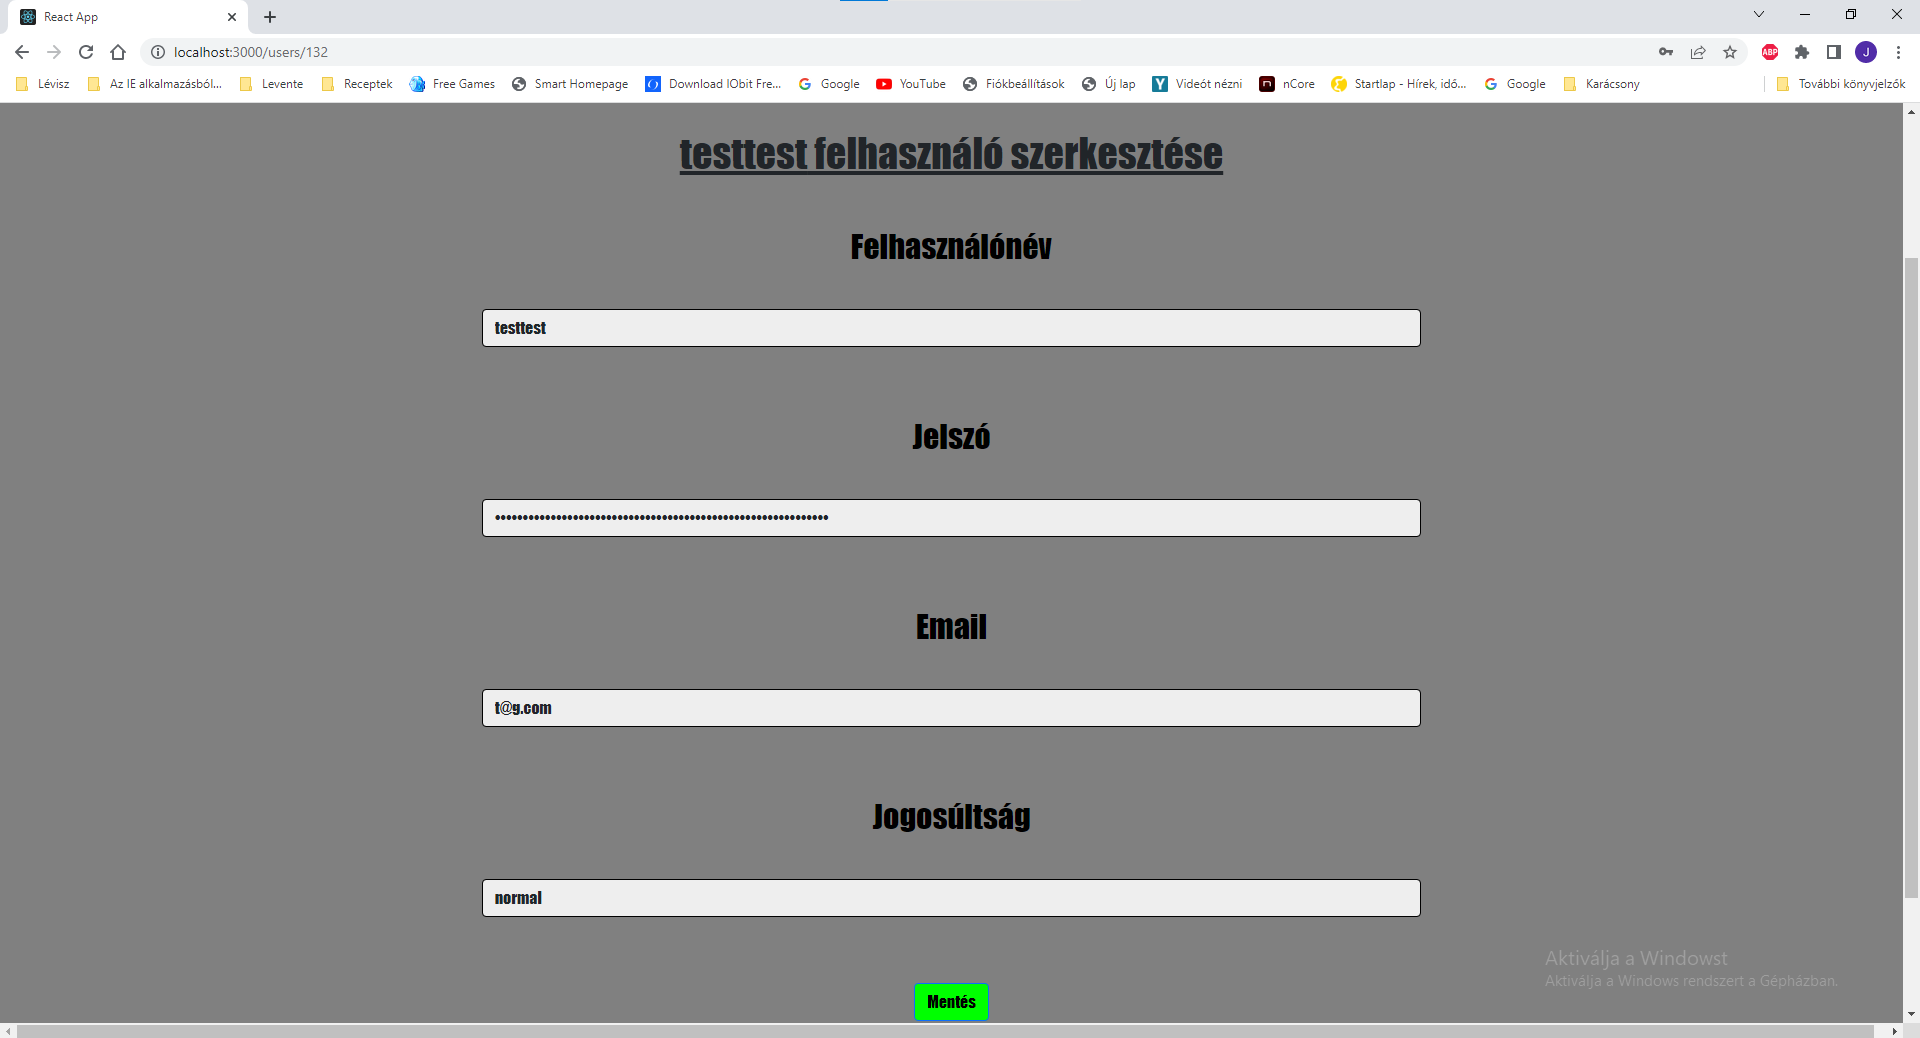 React App
localhost:3000/users/132
ABP
J
Lévisz
Az IE alkalmazásból...
Levente
Receptek
Free Games
Smart Homepage
Download IObit Fre...
Google
YouTube
Fiókbeállítások
Új lap
Videót nézni
nCore
Startlap - Hírek, idő...
Google
Karácsony
További könyvjelzők
testtest felhasználó szerkesztése
Felhasználónév
testtest
Jelszó
Email
t@g.com
Jogosúltság
normal
Mentés
Aktiválja a Windowst
Aktiválja a Windows rendszert a Gépházban.